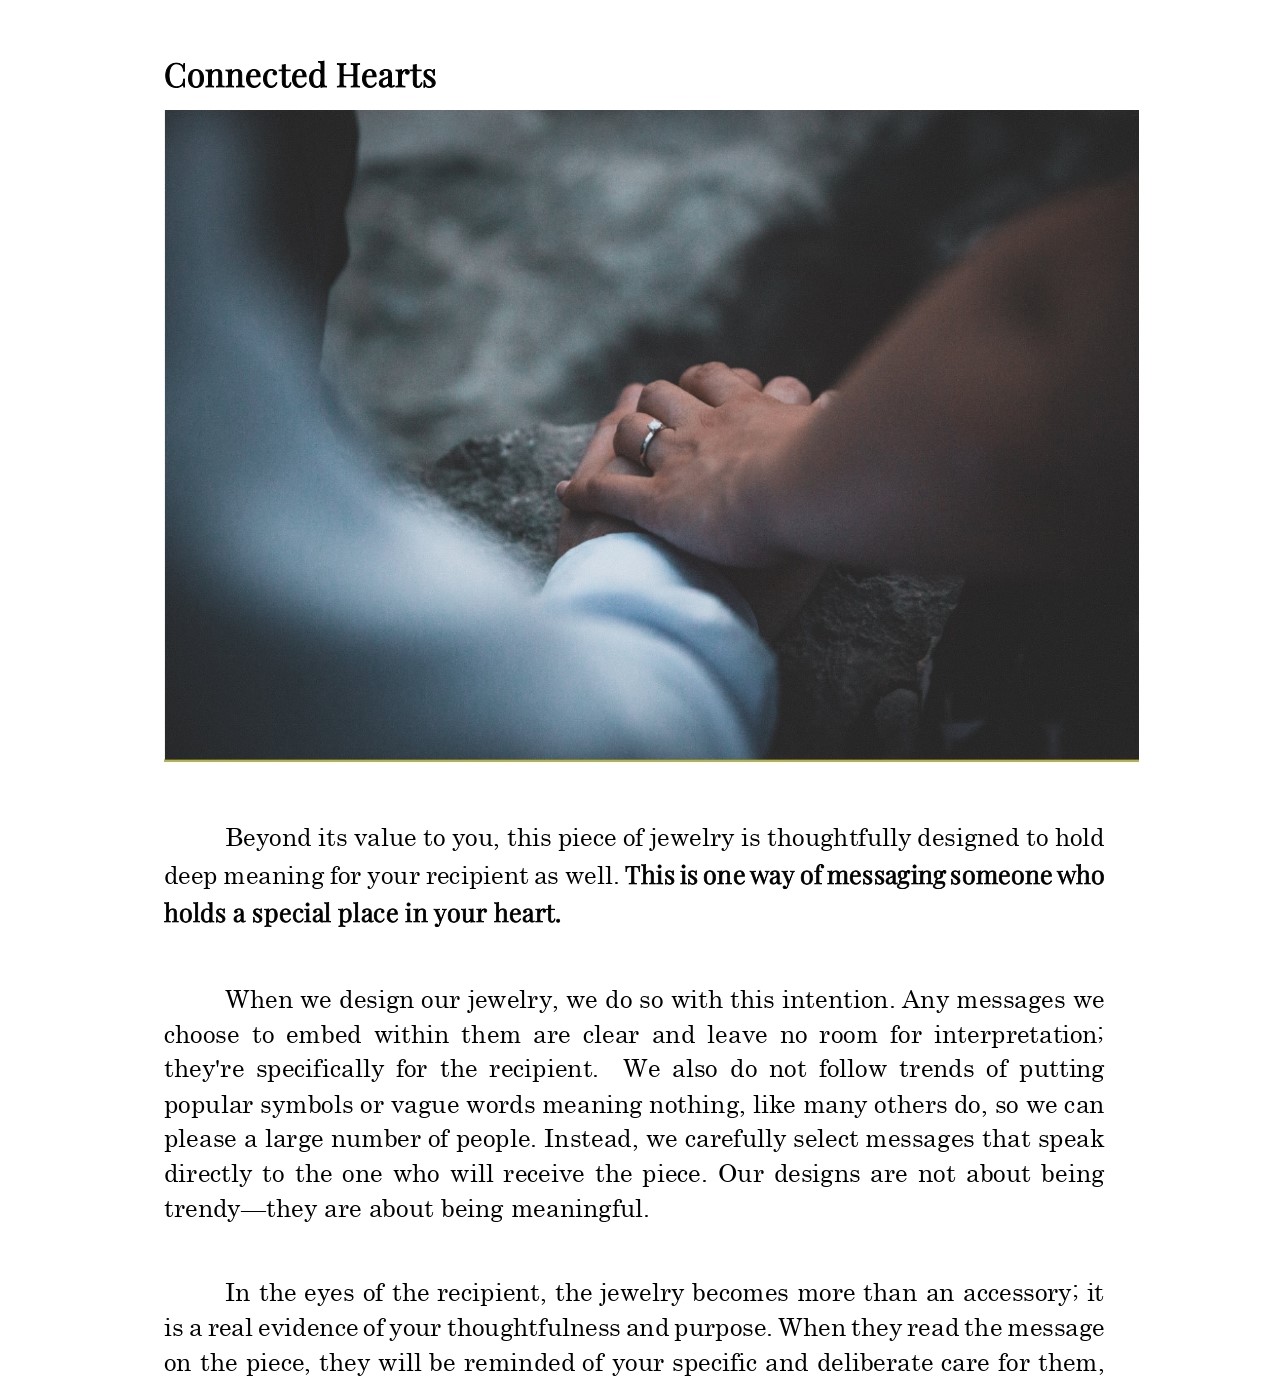 Connected Hearts
Beyond its value to you, this piece of jewelry is thoughtfully designed to hold
deep meaning for your recipient as well. This is one way of messaging someone who
holds a special place in your heart.
When we design our jewelry, we do so with this intention. Any messages we
choose to embed within them are clear and leave no room for interpretation;
they're specifically for the recipient.  We also do not follow trends of putting
popular symbols or vague words meaning nothing, like many others do, so we can
please a large number of people. Instead, we carefully select messages that speak
directly to the one who will receive the piece. Our designs are not about being
trendy—they are about being meaningful.
In the eyes of the recipient, the jewelry becomes more than an accessory; it
is a real evidence of your thoughtfulness and purpose. When they read the message
on the piece, they will be reminded of your specific and deliberate care for them,